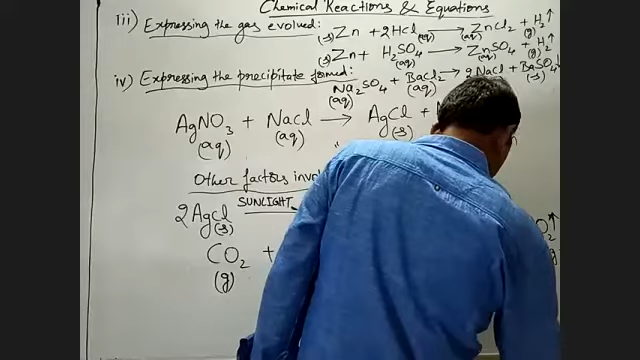 Chemical Reactions & Equations
iii) Expressing the gas evolved: Zn(s) + 2HCl(aq) → ZnCl₂(aq) + H₂(g)↑
Zn(s) + H₂SO₄ → ZnSO₄(aq) + H₂(g)↑
iv) Expressing the precipitate formed:
Na₂SO₄(aq) + BaCl₂(aq) → 2NaCl + BaSO₄(s)↓
AgNO₃(aq) + NaCl(aq) → AgCl(s) +
Other factors
2AgCl(s) SUNLIGHT
CO₂(g) +